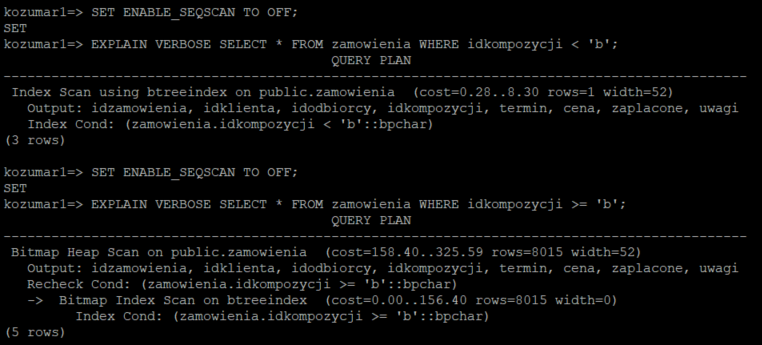 kozumar1=> SET ENABLE_SEQSCAN TO OFF;
SET
kozumar1=> EXPLAIN VERBOSE SELECT * FROM zamowienia WHERE idkompozycji < 'b';
QUERY PLAN
---------------------------------------------------------------------------------------------
Index Scan using btreeindex on public.zamowienia  (cost=0.28..8.30 rows=1 width=52)
Output: idzamowienia, idklienta, idodbiorcy, idkompozycji, termin, cena, zaplacone, uwagi
Index Cond: (zamowienia.idkompozycji < 'b'::bpchar)
(3 rows)
kozumar1=> SET ENABLE_SEQSCAN TO OFF;
SET
kozumar1=> EXPLAIN VERBOSE SELECT * FROM zamowienia WHERE idkompozycji >= 'b';
QUERY PLAN
---------------------------------------------------------------------------------------------
Bitmap Heap Scan on public.zamowienia  (cost=158.40..325.59 rows=8015 width=52)
Output: idzamowienia, idklienta, idodbiorcy, idkompozycji, termin, cena, zaplacone, uwagi
Recheck Cond: (zamowienia.idkompozycji >= 'b'::bpchar)
->  Bitmap Index Scan on btreeindex  (cost=0.00..156.40 rows=8015 width=0)
Index Cond: (zamowienia.idkompozycji >= 'b'::bpchar)
(5 rows)